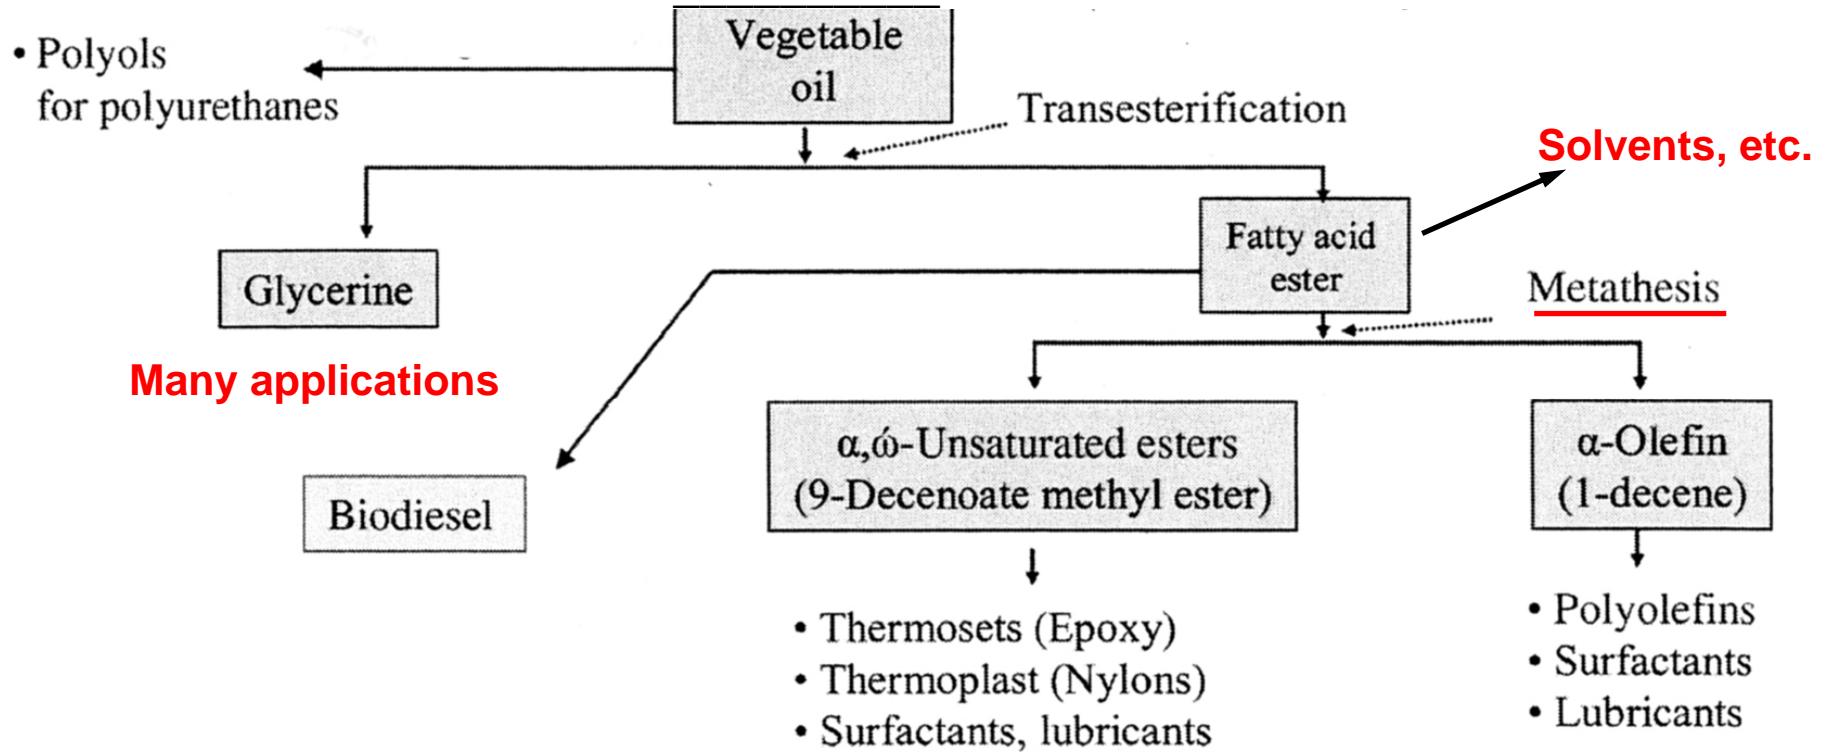 Vegetable
oil
• Polyols
for polyurethanes
Transesterification
Solvents, etc.
Fatty acid
ester
Glycerine
Metathesis
Many applications
α,ώ-Unsaturated esters
(9-Decenoate methyl ester)
α-Olefin
(1-decene)
Biodiesel
• Thermosets (Epoxy)
• Thermoplast (Nylons)
• Surfactants, lubricants
• Polyolefins
• Surfactants
• Lubricants